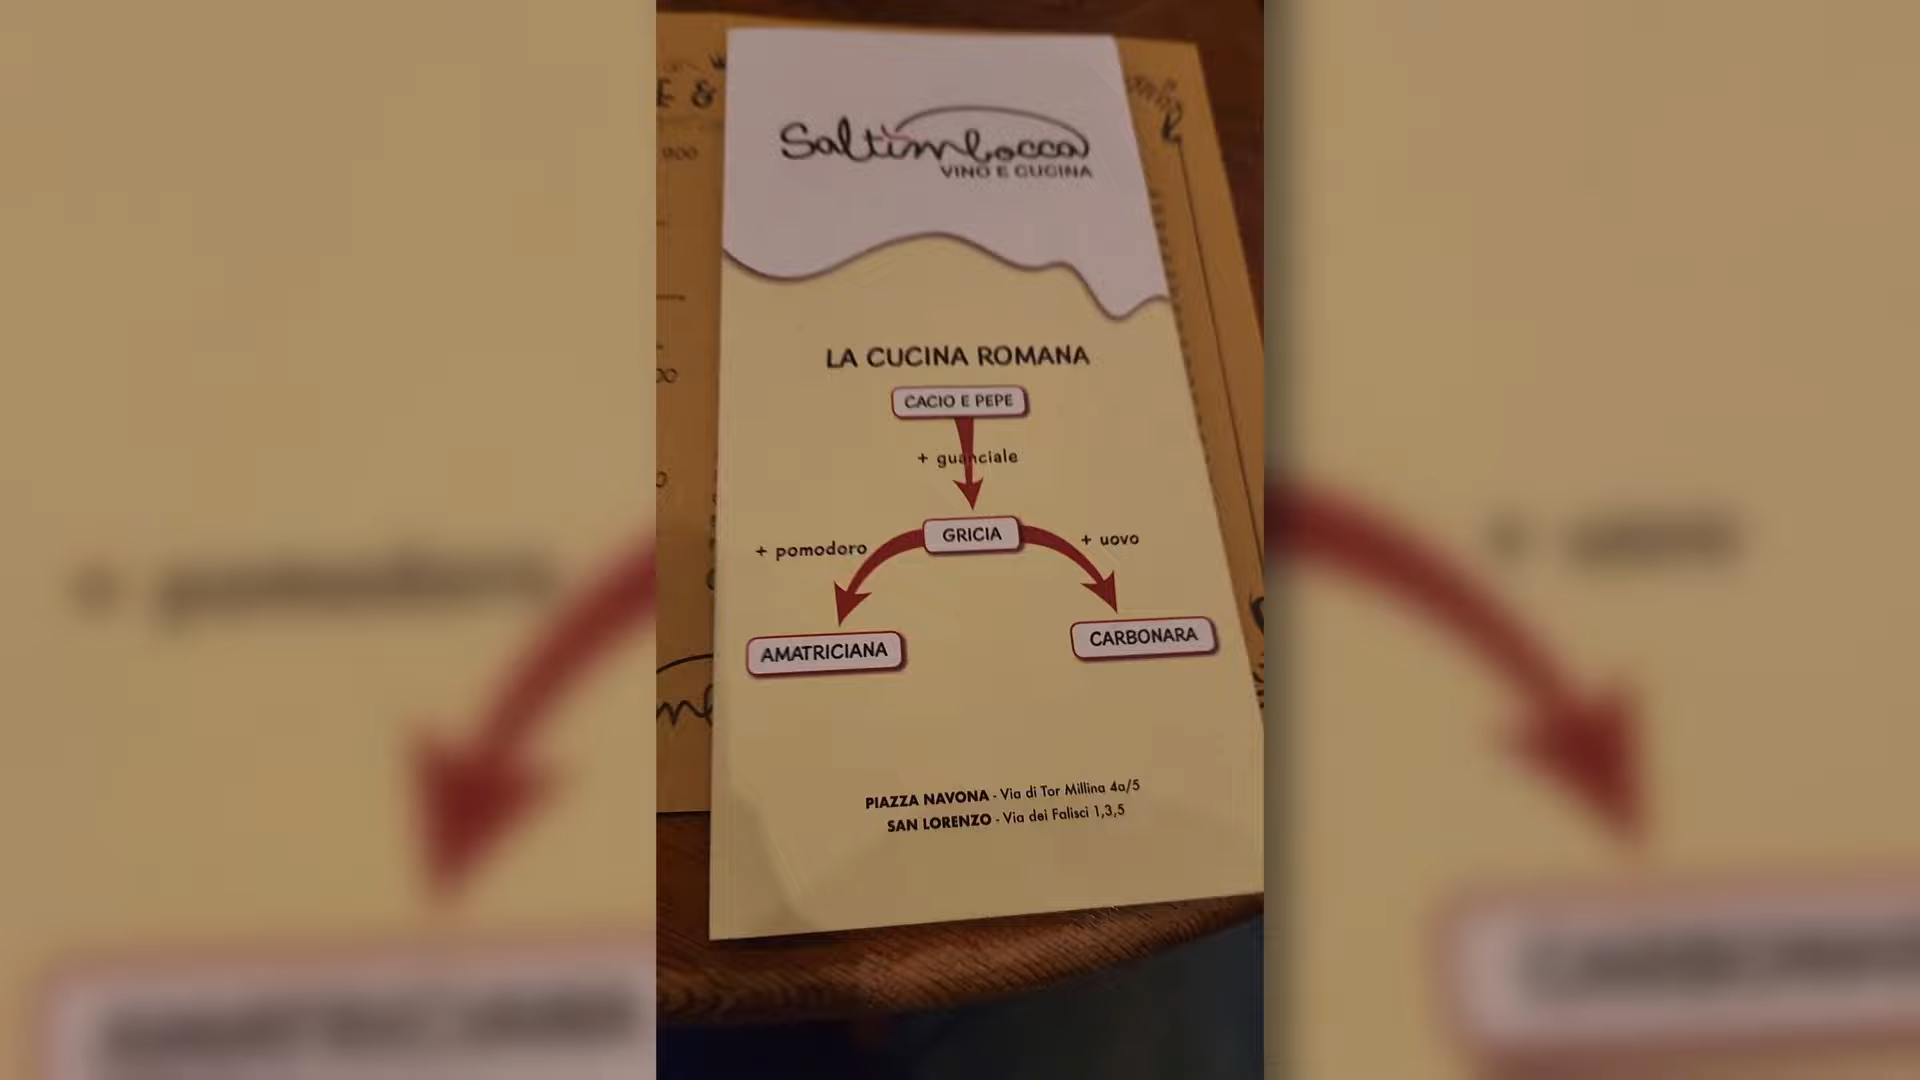 E &
900
Saltimbocca
VINO E CUCINA
LA CUCINA ROMANA
CACIO E PEPE
+ guanciale
GRICIA
+ pomodoro
+ uovo
AMATRICIANA
CARBONARA
PIAZZA NAVONA - Via di Tor Millina 4a/5
SAN LORENZO - Via dei Falisci 1,3,5